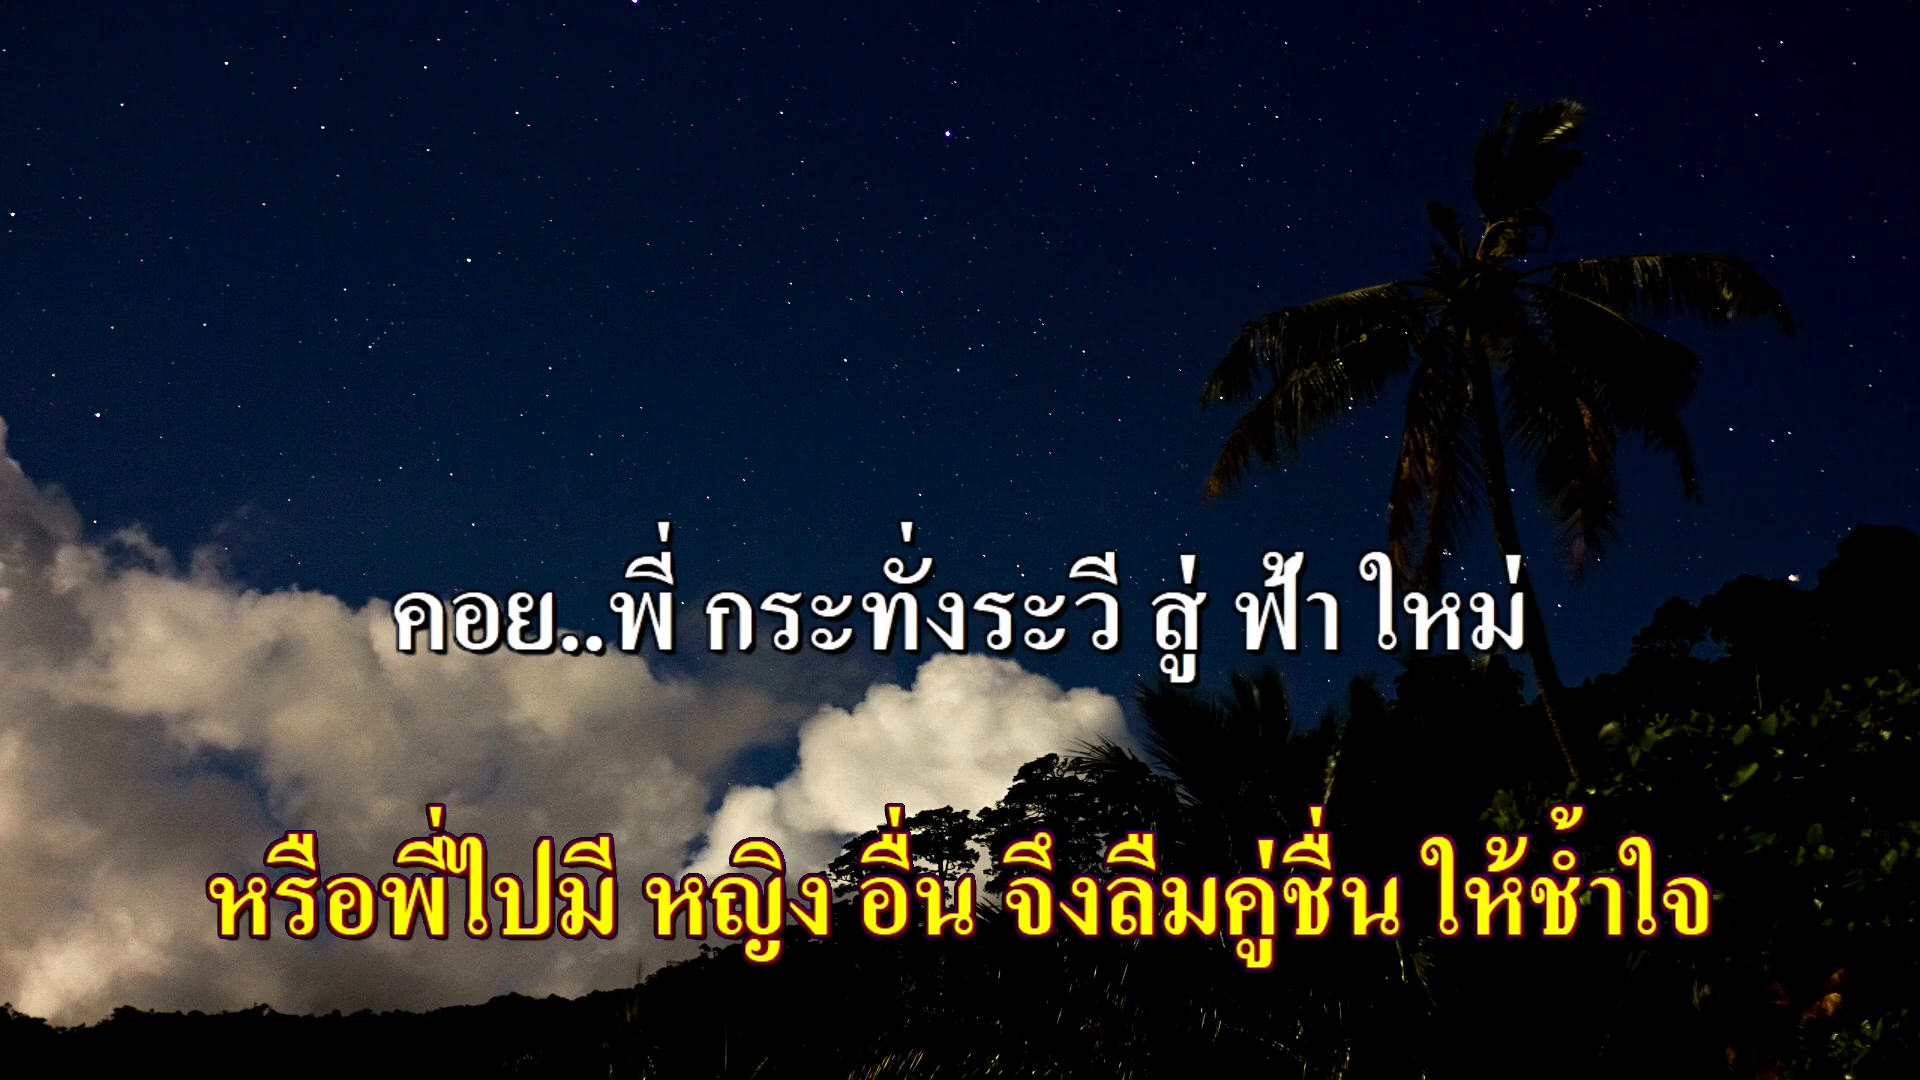 คอย..พี่ กระทั่งระวี สู่ ฟ้า ใหม่
หรือพี่ไปมี หญิง อื่น จึงลืมคู่ชื่น ให้ช้ำใจ